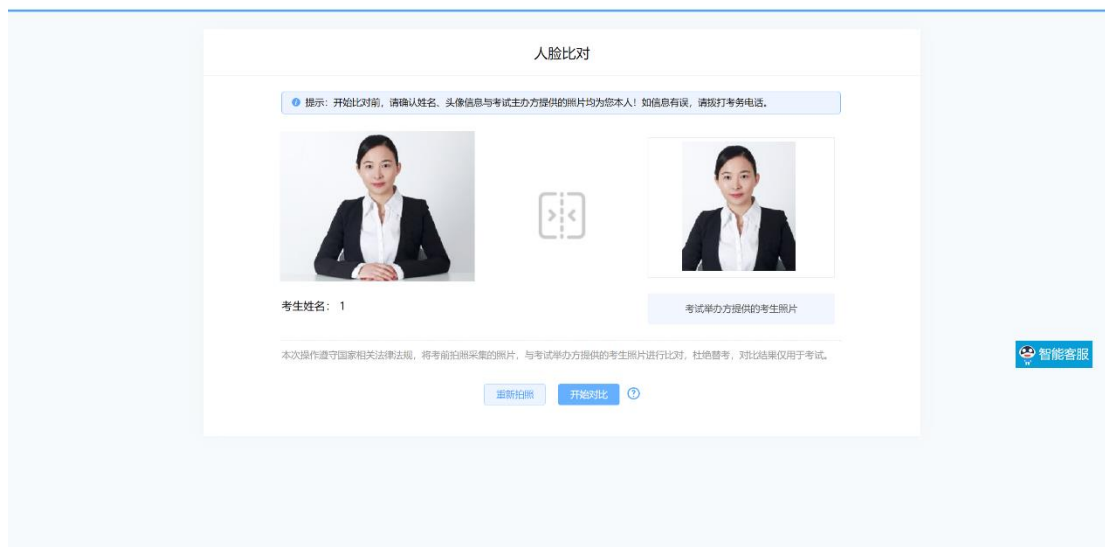 人脸比对
提示：开始比对前，请确认姓名、头像信息与考试主办方提供的照片均为您本人！如信息有误，请拨打考务电话。
考生姓名： 1
考试举办方提供的考生照片
本次操作遵守国家相关法律法规，将考前拍照采集的照片，与考试举办方提供的考生照片进行比对，杜绝替考，对比结果仅用于考试。
智能客服
重新拍照
开始对比